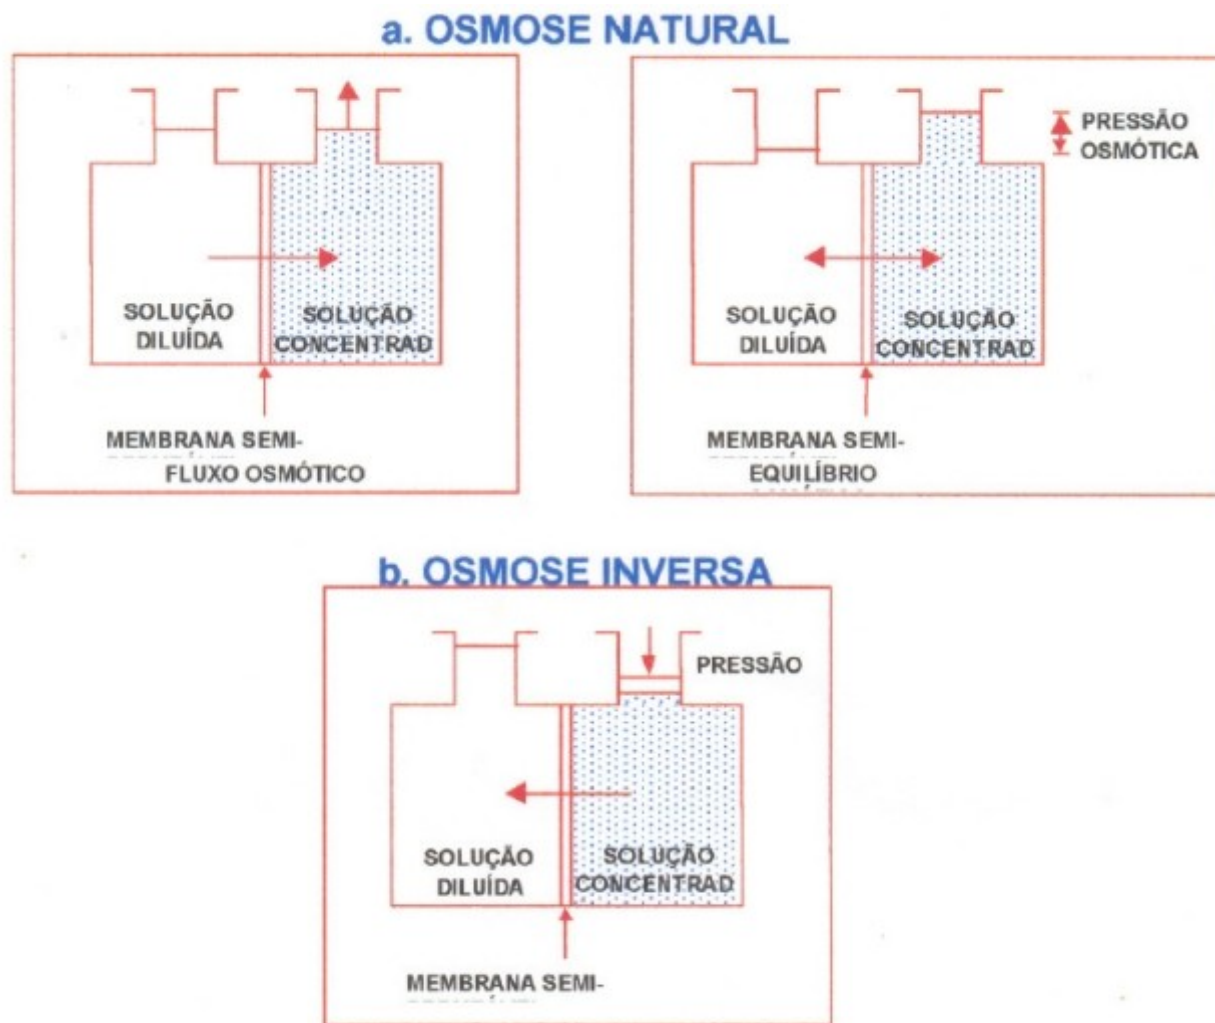 a. OSMOSE NATURAL
SOLUÇÃO
DILUÍDA
SOLUÇÃO
CONCENTRAD
MEMBRANA SEMI-
FLUXO OSMÓTICO
PRESSÃO
OSMÓTICA
SOLUÇÃO
DILUÍDA
SOLUÇÃO
CONCENTRAD
MEMBRANA SEMI-
EQUILÍBRIO
b. OSMOSE INVERSA
PRESSÃO
SOLUÇÃO
DILUÍDA
SOLUÇÃO
CONCENTRAD
MEMBRANA SEMI-